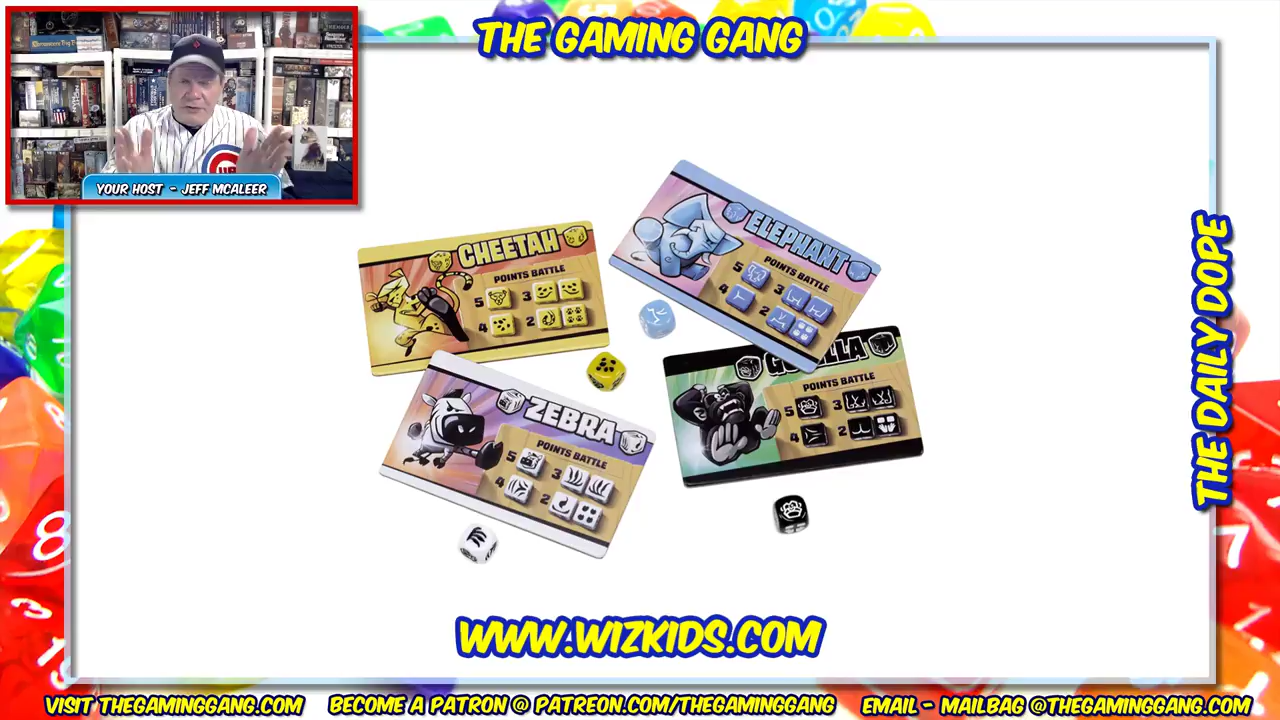 THE GAMING GANG
YOUR HOST - JEFF MCALEER
CHEETAH
POINTS BATTLE
5
3
4
2
ELEPHANT
POINTS BATTLE
5
3
4
2
ZEBRA
POINTS BATTLE
5
3
4
2
POINTS BATTLE
5
3
4
2
THE DAILY DOPE
WWW.WIZKIDS.COM
VISIT THEGAMINGGANG.COM BECOME A PATRON @ PATREON.COM/THEGAMINGGANG EMAIL - MAILBAG @THEGAMINGGANG.COM